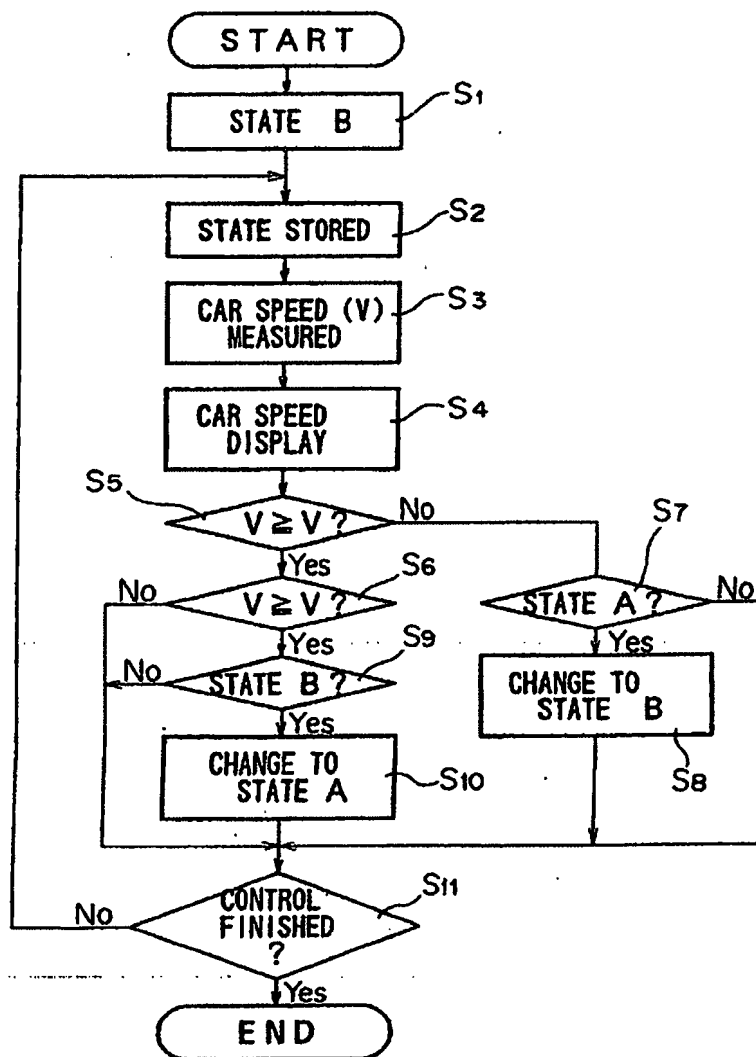 START
STATE B
S1
STATE STORED
S2
CAR SPEED (V)
MEASURED
S3
CAR SPEED
DISPLAY
S4
S5
V ≧ V ?
No
Yes
S6
V ≧ V ?
No
Yes
S7
STATE A ?
No
Yes
S9
STATE B ?
No
Yes
CHANGE TO
STATE B
S8
CHANGE TO
STATE A
S10
CONTROL
FINISHED
?
S11
No
Yes
END